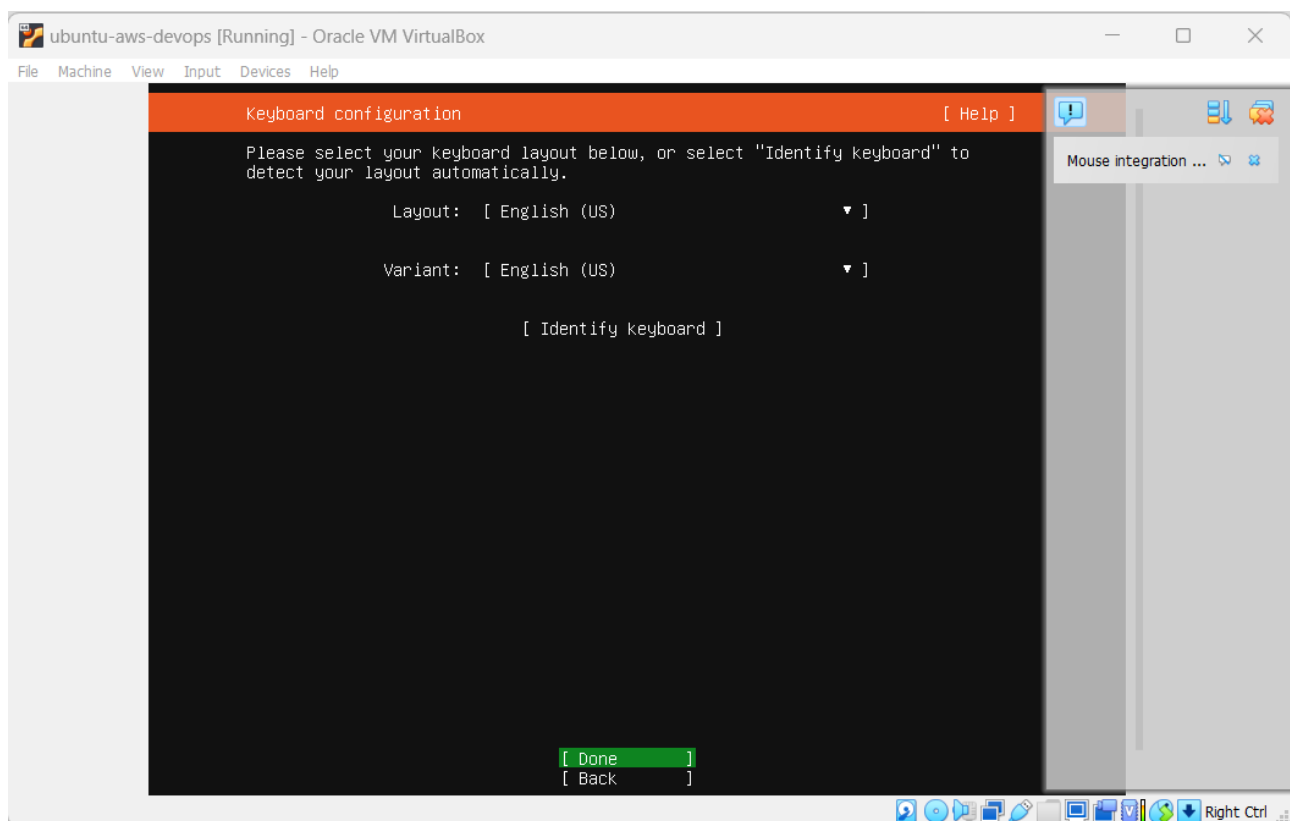 ubuntu-aws-devops [Running] - Oracle VM VirtualBox
File Machine View Input Devices Help
Keyboard configuration [ Help ]
Mouse integration ...
Please select your keyboard layout below, or select "Identify keyboard" to
detect your layout automatically.
Layout: [ English (US) ▾ ]
Variant: [ English (US) ▾ ]
[ Identify keyboard ]
[ Done ]
[ Back ]
Right Ctrl